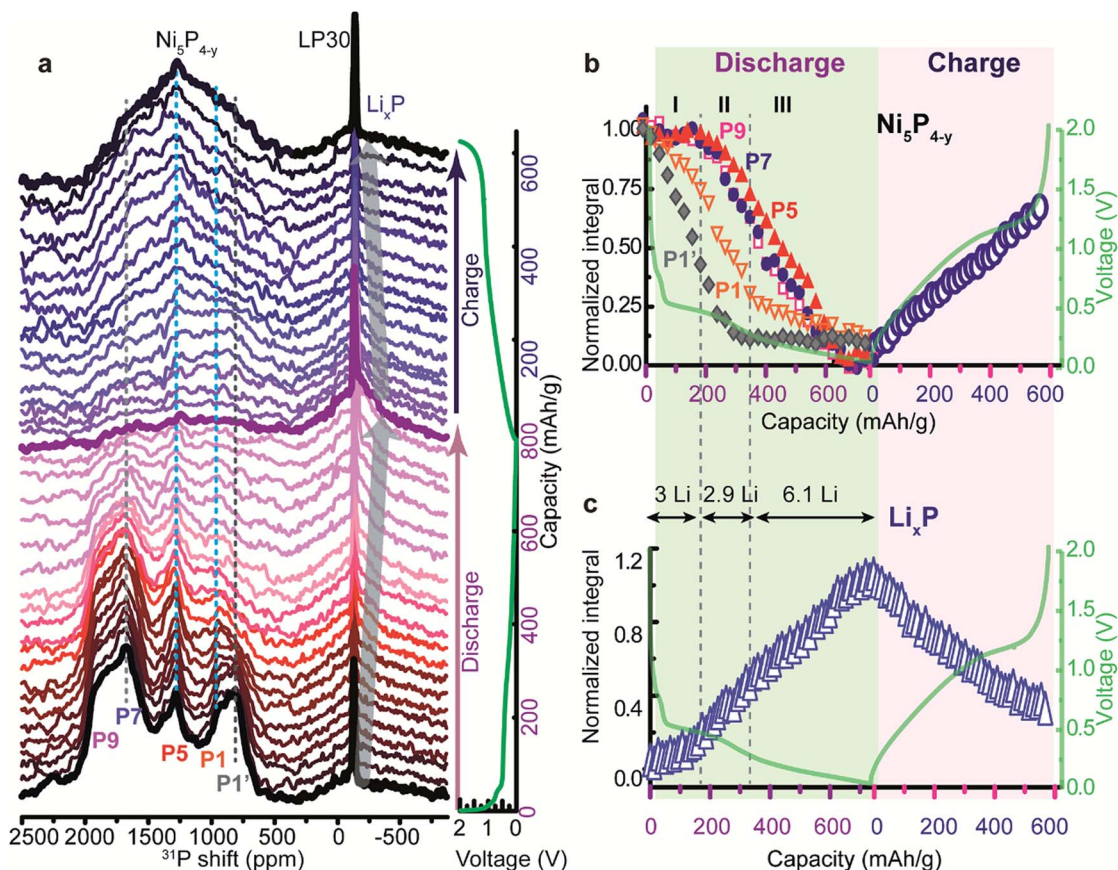 a
Ni5P4-y
LP30
LixP
P9
P7
P5
P1
P1'
Discharge
Charge
0 200 400 600 800 200 400 600
Capacity (mAh/g)
2500 2000 1500 1000 500 0 -500
31P shift (ppm)
2 1 0
Voltage (V)
b
Discharge
Charge
I II III
Ni5P4-y
P9
P7
P5
P1'
P1
1.00
0.75
0.50
0.25
0.00
Normalized integral
2.0
1.5
1.0
0.5
0.0
Voltage (V)
0 200 400 600 0 200 400 600
Capacity (mAh/g)
3 Li 2.9 Li 6.1 Li
c
LixP
1.2
0.8
0.4
0.0
Normalized integral
2.0
1.5
1.0
0.5
0.0
Voltage (V)
0 200 400 600 0 200 400 600
Capacity (mAh/g)